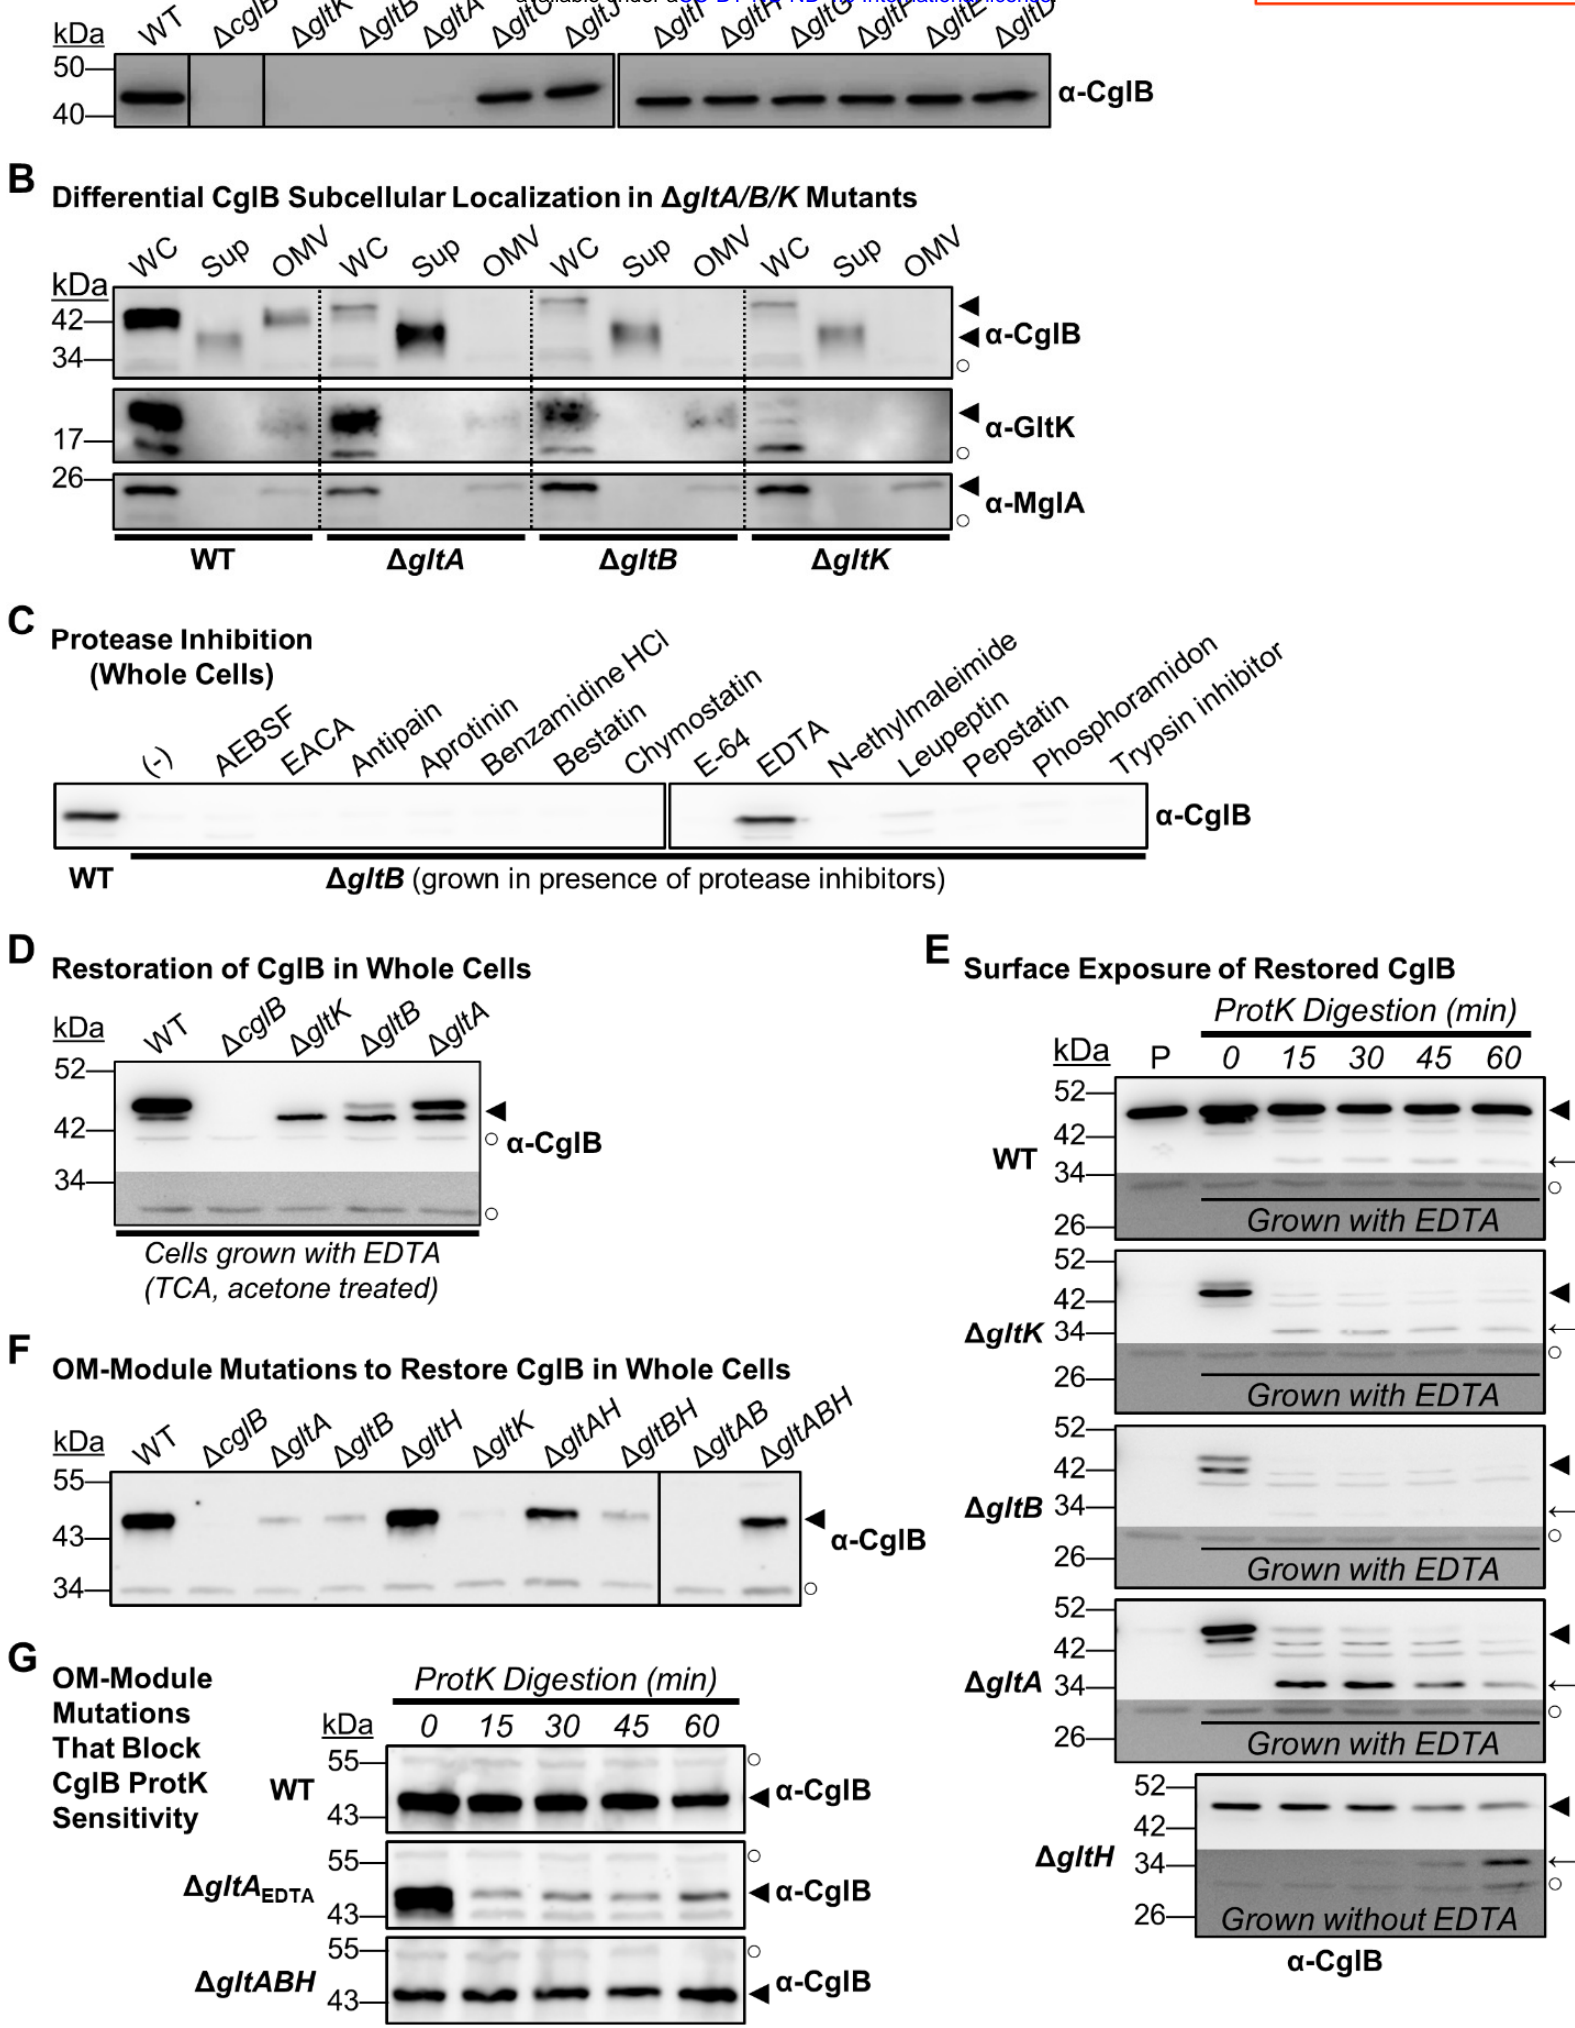 WT ΔcglB ΔgltK ΔgltB ΔgltA ΔgltC ΔgltJ ΔgltI ΔgltH ΔgltG ΔgltF ΔgltE ΔgltD
kDa
50
40
α-CglB
B
Differential CglB Subcellular Localization in ΔgltA/B/K Mutants
WC Sup OMV WC Sup OMV WC Sup OMV WC Sup OMV
kDa
42
34
α-CglB
17
α-GltK
26
α-MglA
WT ΔgltA ΔgltB ΔgltK
C
Protease Inhibition
(Whole Cells)
(-) AEBSF EACA Antipain Aprotinin Benzamidine HCl Bestatin Chymostatin E-64 EDTA N-ethylmaleimide Leupeptin Pepstatin Phosphoramidon Trypsin inhibitor
α-CglB
WT ΔgltB (grown in presence of protease inhibitors)
D
Restoration of CglB in Whole Cells
WT ΔcglB ΔgltK ΔgltB ΔgltA
kDa
52
42
34
α-CglB
Cells grown with EDTA
(TCA, acetone treated)
E
Surface Exposure of Restored CglB
ProtK Digestion (min)
kDa P 0 15 30 45 60
52
42
WT
34
26
Grown with EDTA
52
42
ΔgltK 34
26
Grown with EDTA
52
42
ΔgltB 34
26
Grown with EDTA
52
42
ΔgltA 34
26
Grown with EDTA
52
42
ΔgltH 34
26
Grown without EDTA
α-CglB
F
OM-Module Mutations to Restore CglB in Whole Cells
WT ΔcglB ΔgltA ΔgltB ΔgltH ΔgltK ΔgltAH ΔgltBH ΔgltAB ΔgltABH
kDa
55
43
34
α-CglB
G
OM-Module
Mutations
That Block
CglB ProtK
Sensitivity
ProtK Digestion (min)
kDa 0 15 30 45 60
55
WT
43
α-CglB
55
ΔgltAEDTA
43
α-CglB
55
ΔgltABH
43
α-CglB